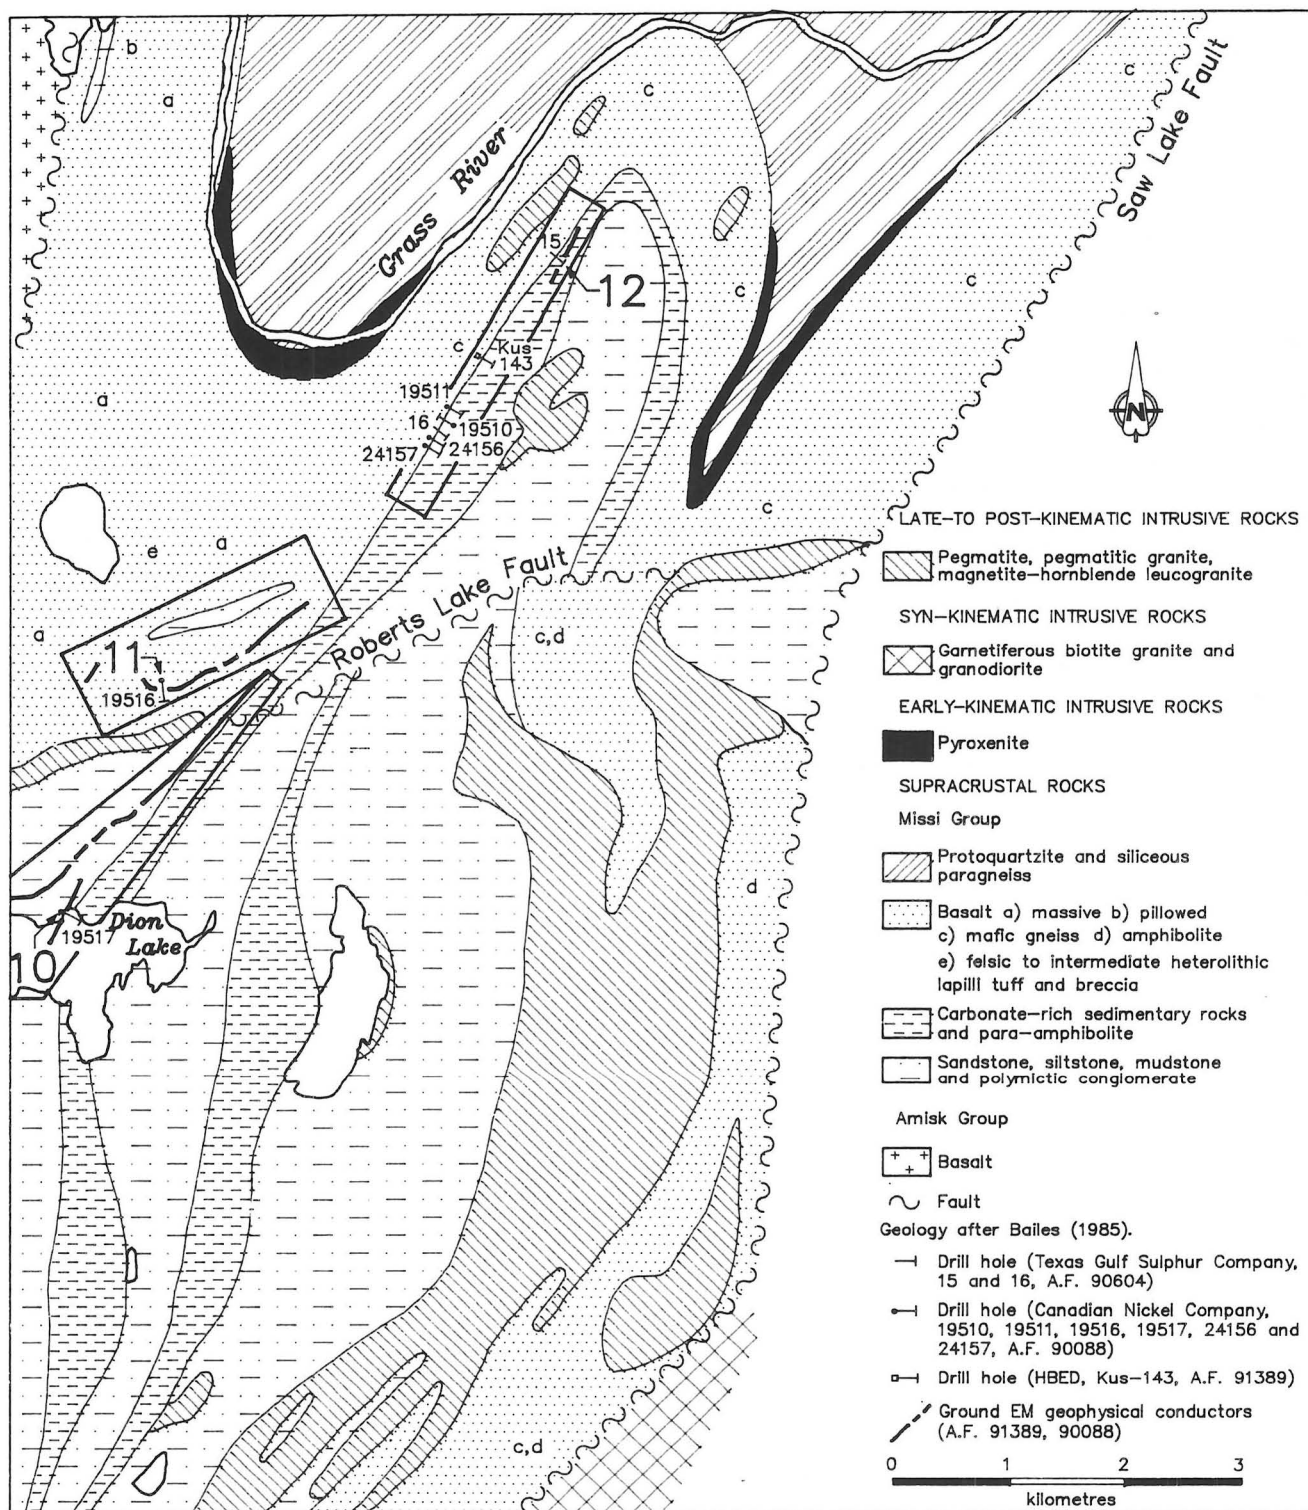 b
a
c
c
Saw Lake Fault
Grass River
15
12
c
c
c
Kus-
143
19511
16
19510
24156
24157
a
N
c
e
a
a
Roberts Lake Fault
c,d
11
19516
Dion
Lake
19517
10
d
c,d
LATE-TO POST-KINEMATIC INTRUSIVE ROCKS
Pegmatite, pegmatitic granite,
magnetite-hornblende leucogranite
SYN-KINEMATIC INTRUSIVE ROCKS
Garnetiferous biotite granite and
granodiorite
EARLY-KINEMATIC INTRUSIVE ROCKS
Pyroxenite
SUPRACRUSTAL ROCKS
Missi Group
Protoquartzite and siliceous
paragneiss
Basalt a) massive b) pillowed
c) mafic gneiss d) amphibolite
e) felsic to intermediate heterolithic
lapilli tuff and breccia
Carbonate-rich sedimentary rocks
and para-amphibolite
Sandstone, siltstone, mudstone
and polymictic conglomerate
Amisk Group
Basalt
Fault
Geology after Bailes (1985).
Drill hole (Texas Gulf Sulphur Company,
15 and 16, A.F. 90604)
Drill hole (Canadian Nickel Company,
19510, 19511, 19516, 19517, 24156 and
24157, A.F. 90088)
Drill hole (HBED, Kus-143, A.F. 91389)
Ground EM geophysical conductors
(A.F. 91389, 90088)
0 1 2 3
kilometres